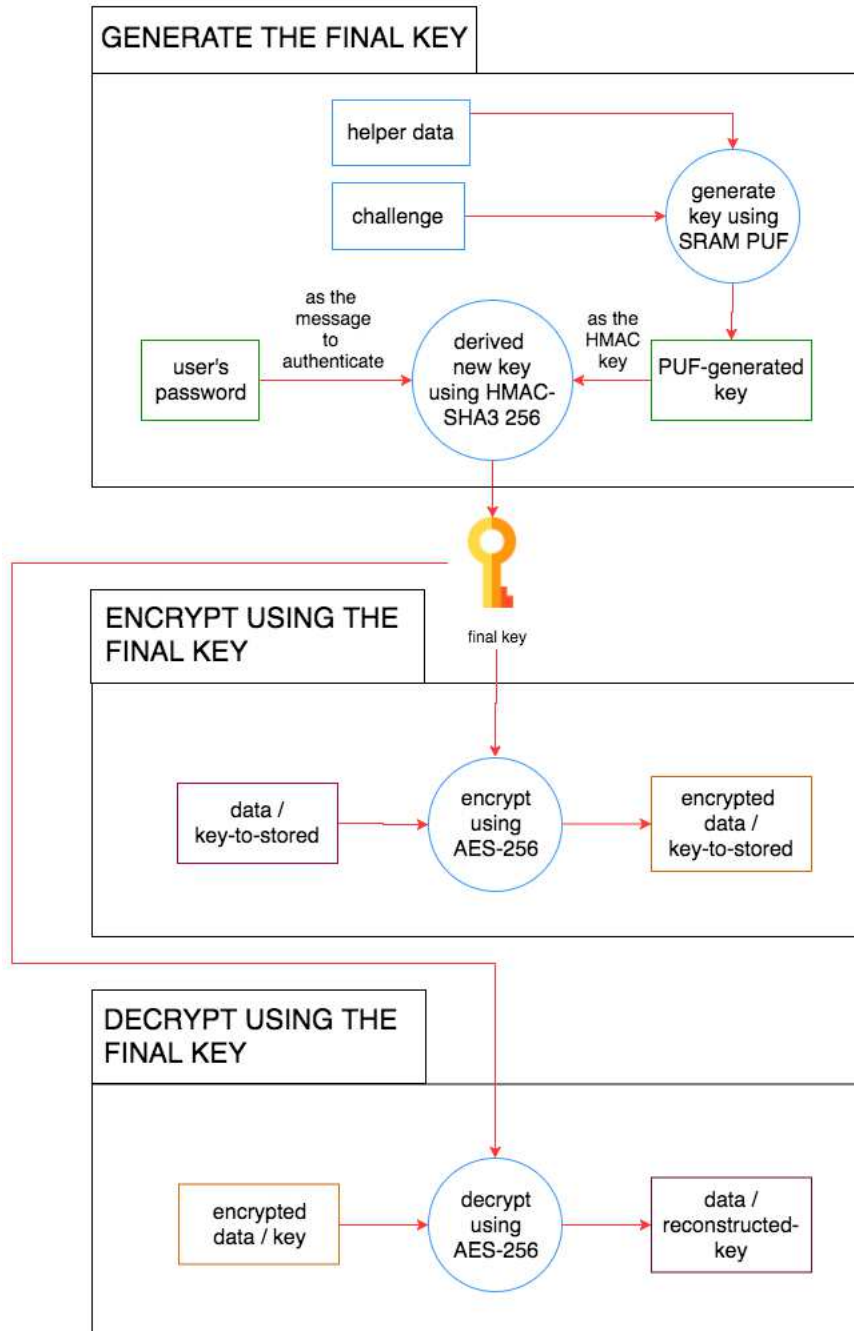 GENERATE THE FINAL KEY
helper data
challenge
generate
key using
SRAM PUF
as the
message
to
authenticate
as the
HMAC
key
user's
password
derived
new key
using HMAC-
SHA3 256
PUF-generated
key
final key
ENCRYPT USING THE
FINAL KEY
data /
key-to-stored
encrypt
using
AES-256
encrypted
data /
key-to-stored
DECRYPT USING THE
FINAL KEY
encrypted
data / key
decrypt
using
AES-256
data /
reconstructed-
key